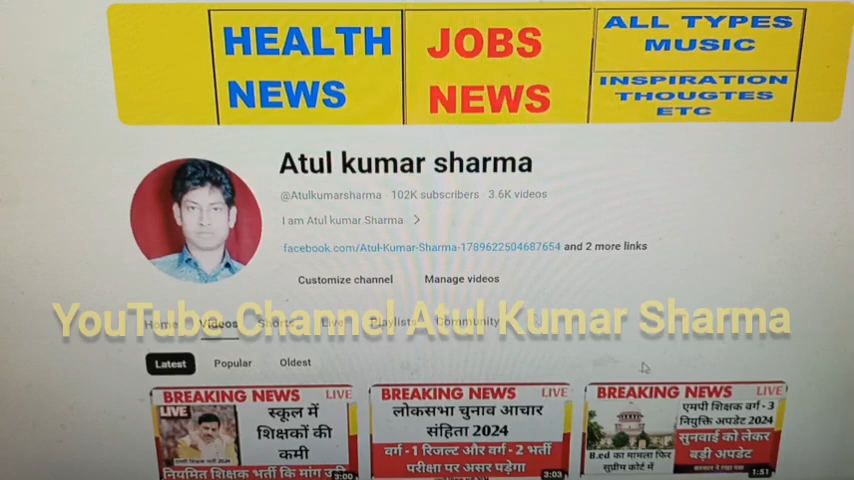 HEALTH
NEWS
JOBS
NEWS
ALL TYPES
MUSIC
INSPIRATION
THOUGTES
ETC
Atul kumar sharma
@Atulkumarsharma · 102K subscribers · 3.6K videos
I am Atul kumar Sharma >
facebook.com/Atul-Kumar-Sharma-1789622504687654 and 2 more links
Customize channel Manage videos
YouTube Channel Atul Kumar Sharma
Home Videos Shorts Live Playlists Community
Latest Popular Oldest
BREAKING NEWS LIVE
LIVE
स्कूल में
शिक्षकों की
कमी
नियमित शिक्षक भर्ती कि मांग
3:00
BREAKING NEWS LIVE
लोकसभा चुनाव आचार
संहिता 2024
वर्ग - 1 रिजल्ट और वर्ग - 2 भर्ती
परीक्षा पर असर पड़ेगा
3:03
BREAKING NEWS LIVE
एमपी शिक्षक वर्ग - 3
नियुक्ति अपडेट 2024
सुनवाई को लेकर
बड़ी अपडेट
B.ed का मामला फिर
सुप्रीम कोर्ट में
1:51